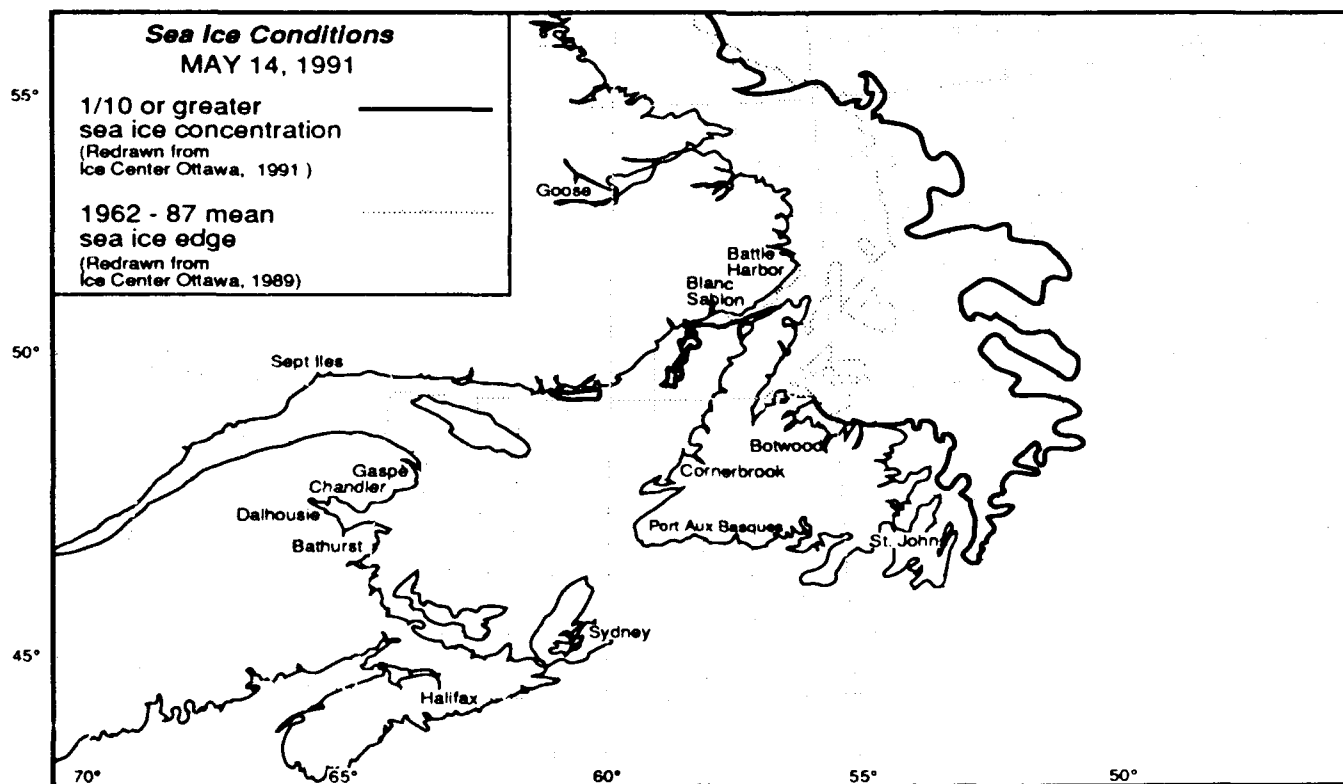 Sea Ice Conditions
MAY 14, 1991
1/10 or greater
sea ice concentration
(Redrawn from
Ice Center Ottawa, 1991 )
1962 - 87 mean
sea ice edge
(Redrawn from
Ice Center Ottawa, 1989)
55°
Goose
Battle
Harbor
Blanc
Sablon
50°
Sept Iles
Botwood
Cornerbrook
Gaspè
Chandler
Dalhousie
Port Aux Basques
Bathurst
St. John
Sydney
45°
Halifax
70°
65°
60°
55°
50°